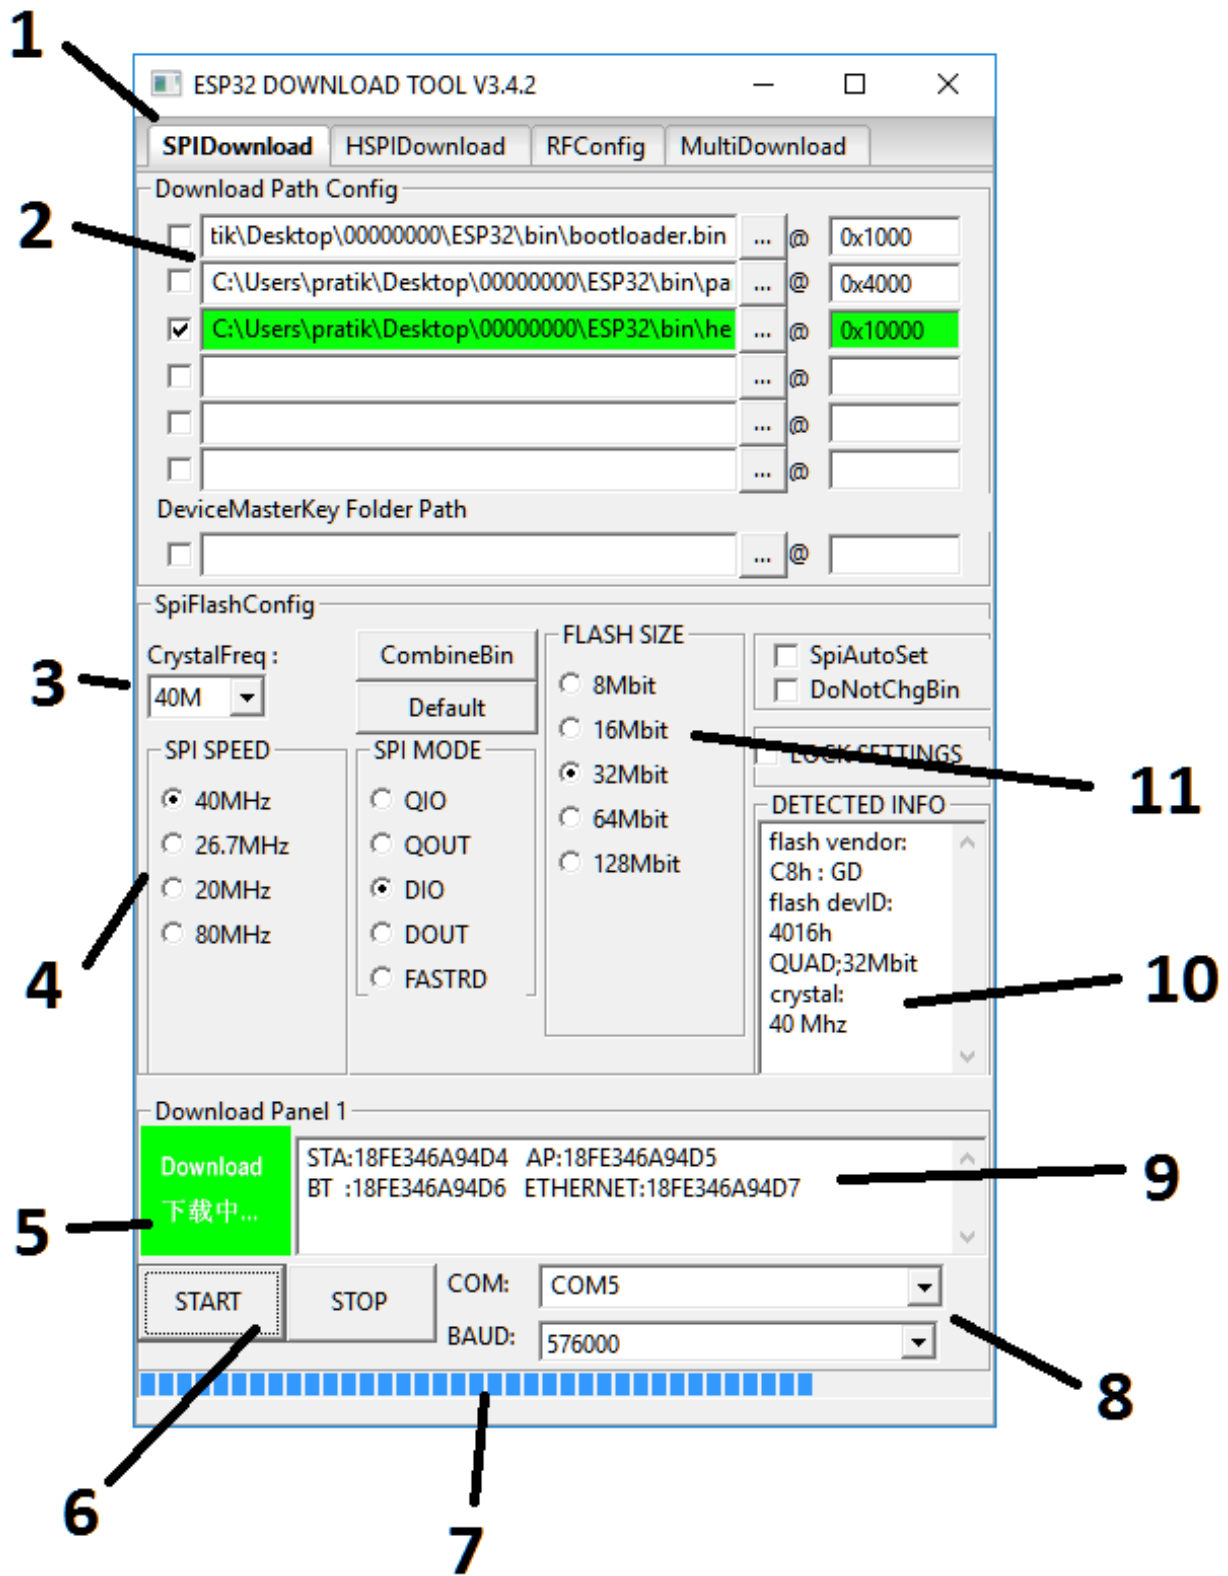 1
ESP32 DOWNLOAD TOOL V3.4.2
SPIDownload HSPIDownload RFConfig MultiDownload
Download Path Config
2
tik\Desktop\00000000\ESP32\bin\bootloader.bin ... @ 0x1000
C:\Users\pratik\Desktop\00000000\ESP32\bin\pa ... @ 0x4000
C:\Users\pratik\Desktop\00000000\ESP32\bin\he ... @ 0x10000
... @
... @
... @
DeviceMasterKey Folder Path
... @
SpiFlashConfig
3
CrystalFreq :
40M
CombineBin
Default
SPI SPEED
40MHz
26.7MHz
20MHz
80MHz
4
SPI MODE
QIO
QOUT
DIO
DOUT
FASTRD
FLASH SIZE
8Mbit
16Mbit
32Mbit
64Mbit
128Mbit
SpiAutoSet
DoNotChgBin
LOCK SETTINGS
11
DETECTED INFO
flash vendor:
C8h : GD
flash devID:
4016h
QUAD;32Mbit
crystal:
40 Mhz
10
Download Panel 1
Download
下载中...
5
STA:18FE346A94D4 AP:18FE346A94D5
BT :18FE346A94D6 ETHERNET:18FE346A94D7
9
START STOP
COM: COM5
BAUD: 576000
8
6
7